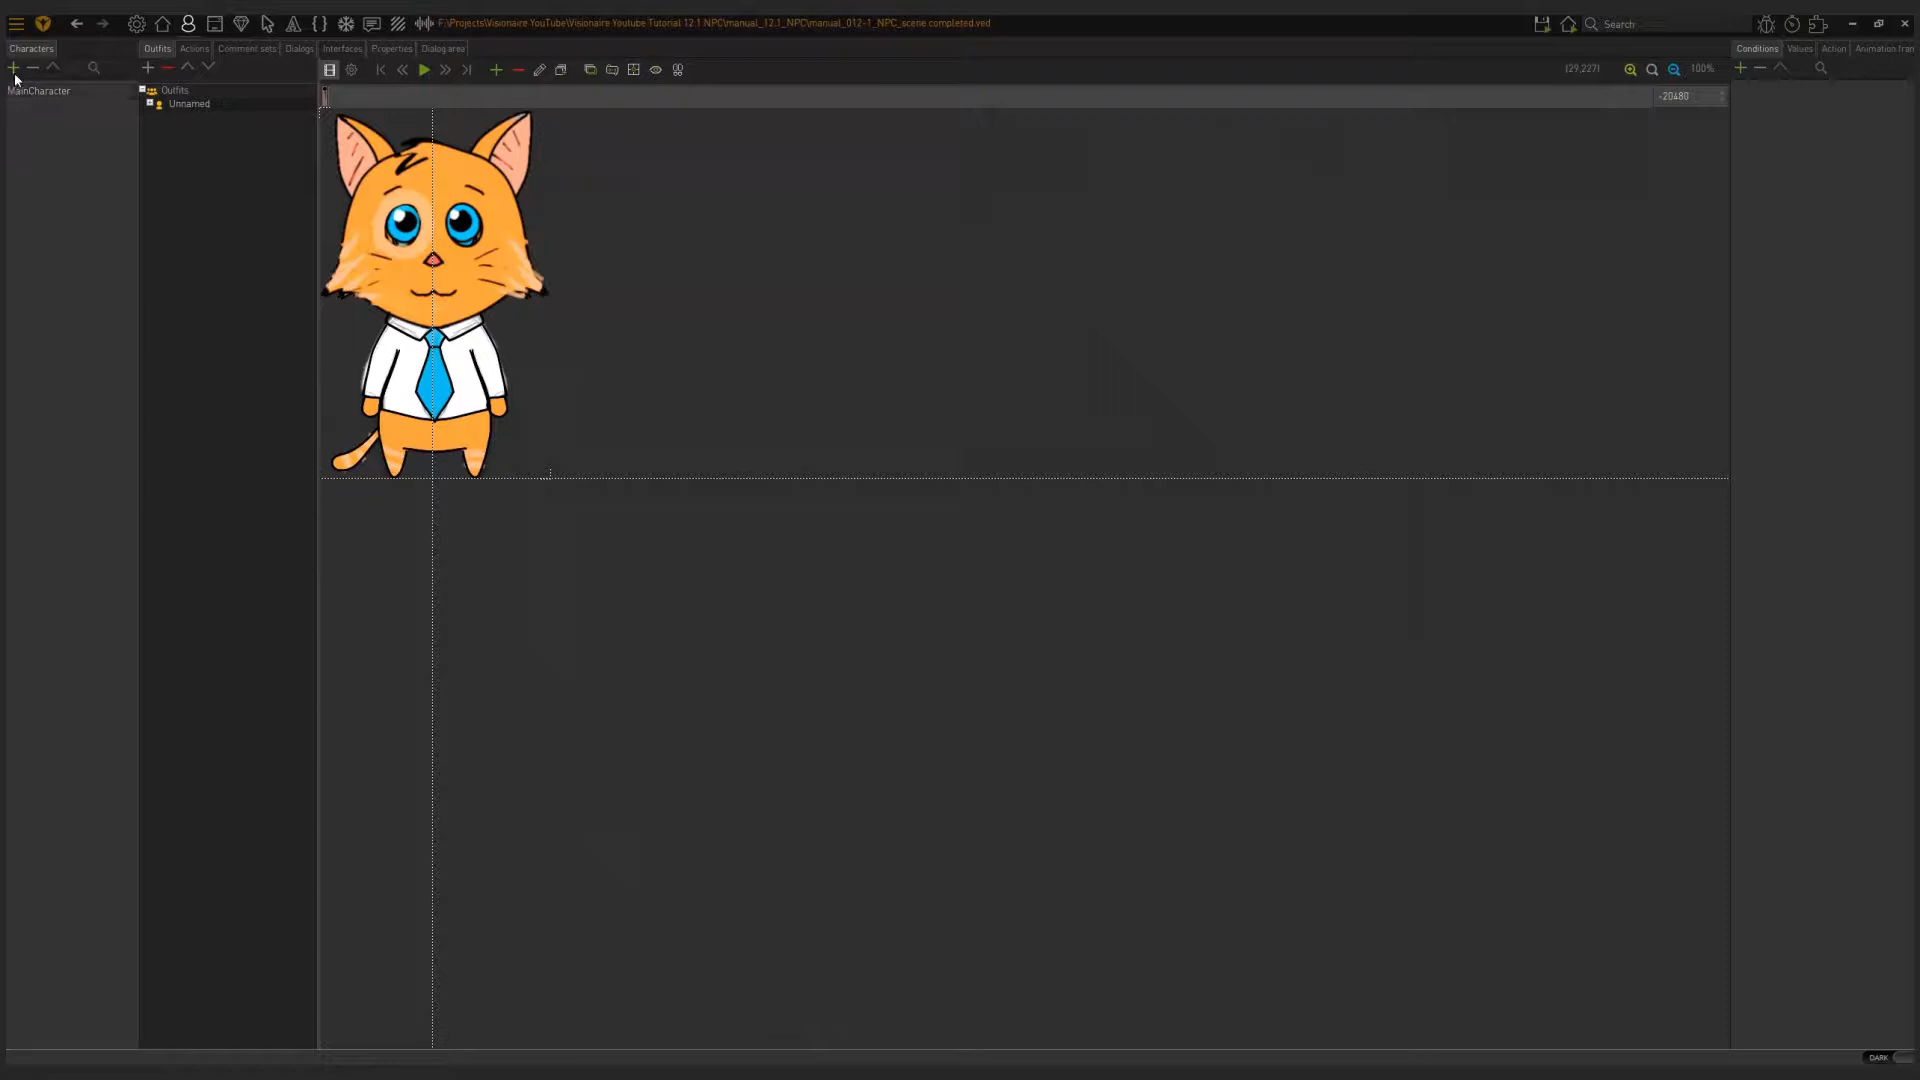 F:\Projects\Visionaire YouTube\Visionaire Youtube Tutorial 12.1 NPC\manual_12.1_NPC\manual_012-1_NPC_scene completed.ved
Search
Characters
Outfits
Actions
Comment sets
Dialogs
Interfaces
Properties
Dialog area
Conditions
Values
Action
Animation fran
(29,227)
100%
MainCharacter
Outfits
Unnamed
-20480
DARK